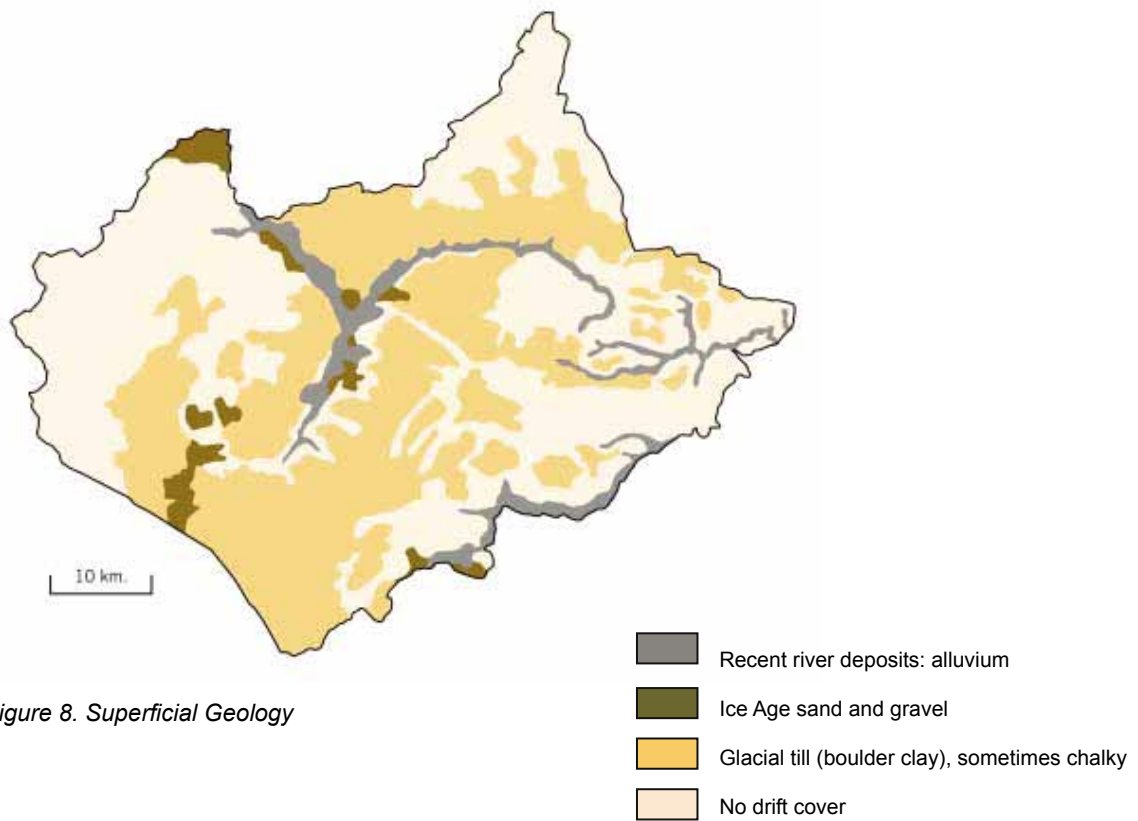 10 km.
igure 8. Superficial Geology
Recent river deposits: alluvium
Ice Age sand and gravel
Glacial till (boulder clay), sometimes chalky
No drift cover